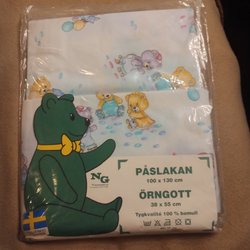 NG
PÅSLAKAN
100 x 130 cm
ÖRNGOTT
38 x 55 cm
Tygkvalité 100 % bomull